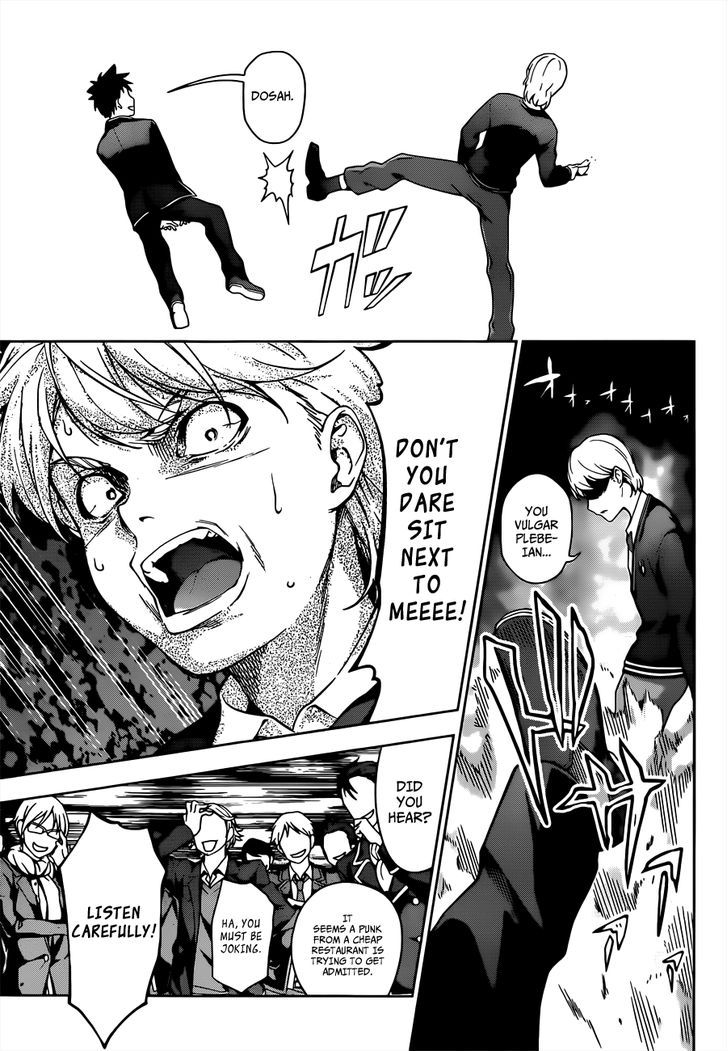 DOSAH.
ガッ
YOU
VULGAR
PLEBE-
IAN...
DON'T
YOU
DARE
SIT
NEXT
TO
MEEEE!
DID
YOU
HEAR?
IT
SEEMS A PUNK
FROM A CHEAP
RESTAURANT IS
TRYING TO GET
ADMITTED.
HA, YOU
MUST BE
JOKING.
LISTEN
CAREFULLY!